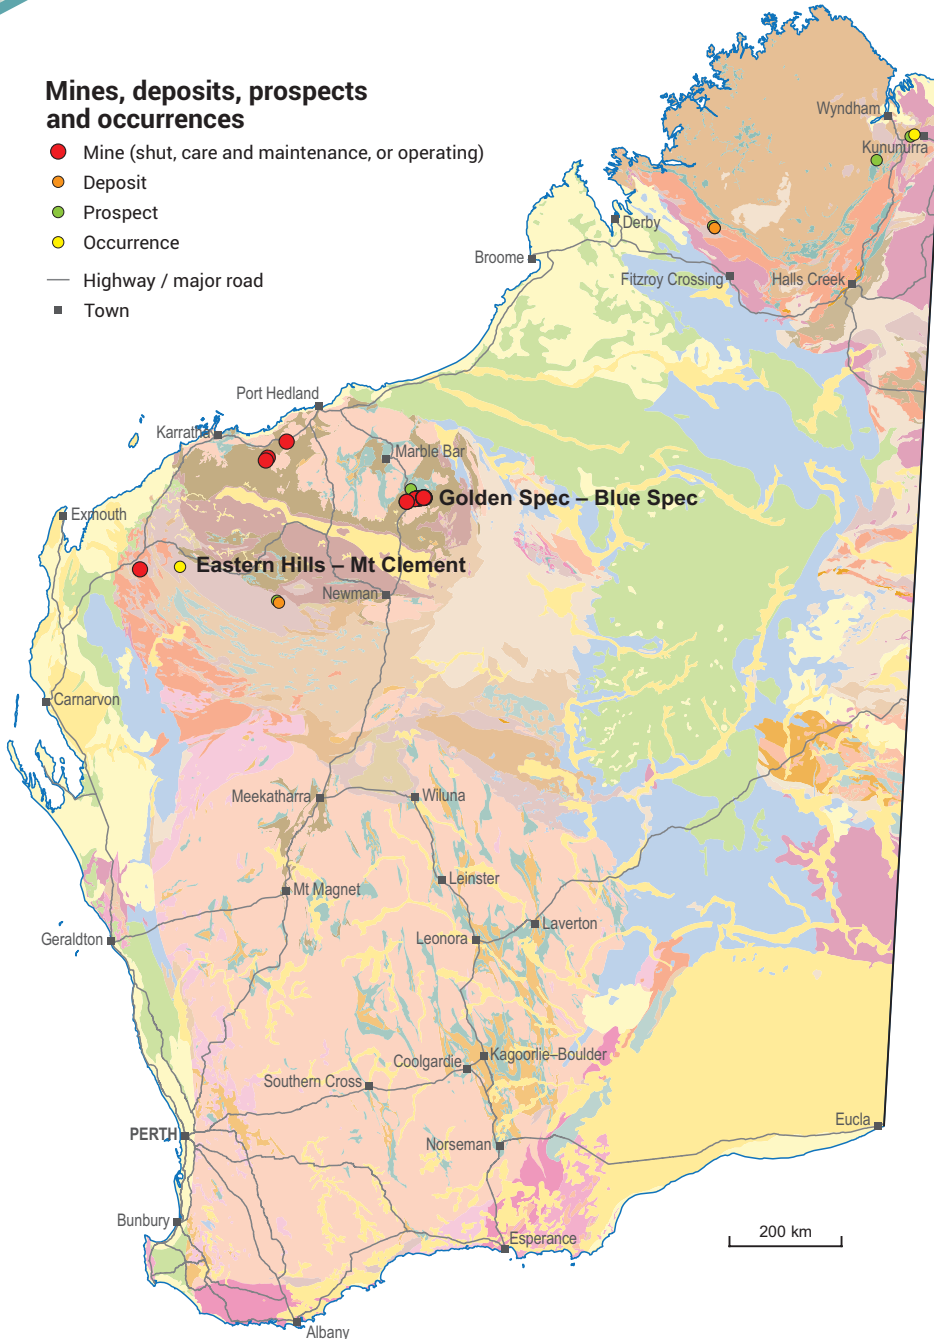 Mines, deposits, prospects
and occurrences
Mine (shut, care and maintenance, or operating)
Deposit
Prospect
Occurrence
Highway / major road
Town
Wyndham
Kununurra
Derby
Broome
Fitzroy Crossing
Halls Creek
Port Hedland
Karratha
Marble Bar
Golden Spec – Blue Spec
Exmouth
Eastern Hills – Mt Clement
Newman
Carnarvon
Meekatharra
Wiluna
Leinster
Mt Magnet
Laverton
Geraldton
Leonora
Kagoorlie–Boulder
Coolgardie
Southern Cross
Eucla
PERTH
Norseman
Bunbury
200 km
Esperance
Albany